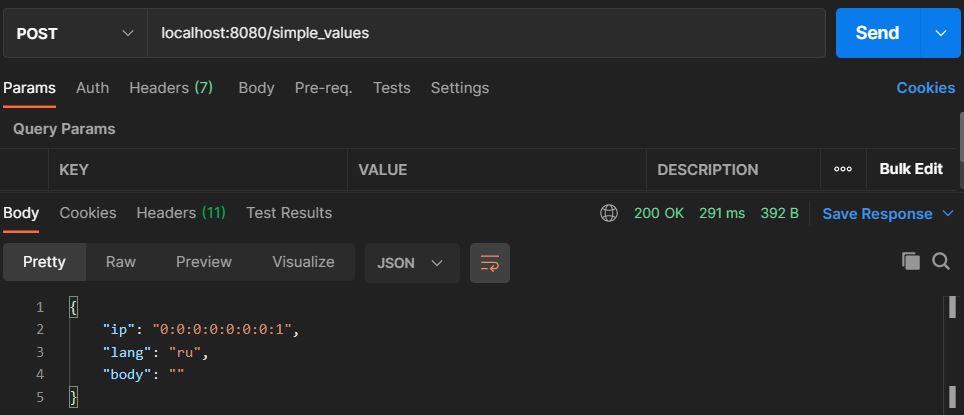 POST localhost:8080/simple_values Send
Params Auth Headers (7) Body Pre-req. Tests Settings Cookies
Query Params
KEY VALUE DESCRIPTION ooo Bulk Edit
Body Cookies Headers (11) Test Results 200 OK 291 ms 392 B Save Response
Pretty Raw Preview Visualize JSON
1 {
2 "ip": "0:0:0:0:0:0:0:1",
3 "lang": "ru",
4 "body": ""
5 }